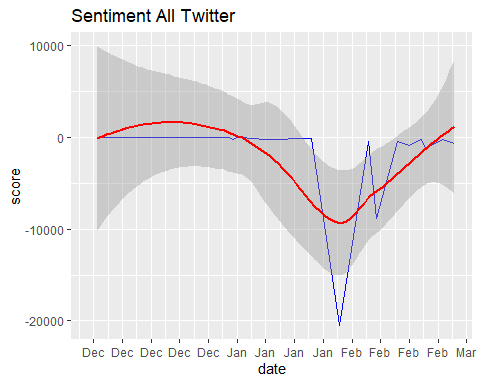 Sentiment All Twitter
10000
0
-10000
-20000
score
Dec Dec Dec Dec Dec Jan Jan Jan Jan Feb Feb Feb Feb Mar
date